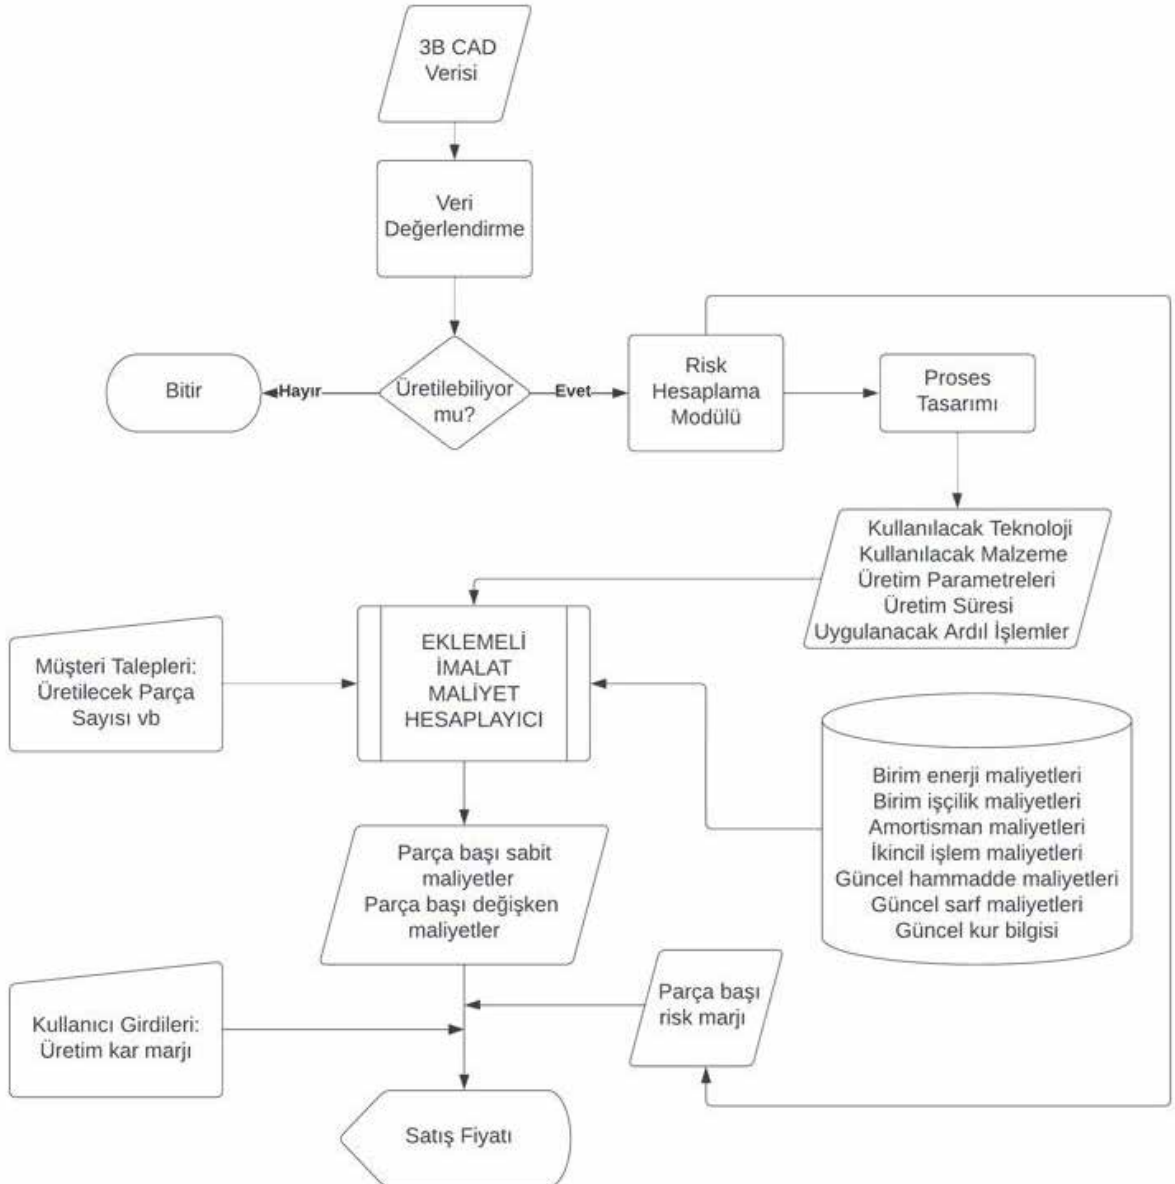 3B CAD
Verisi
Veri
Değerlendirme
Bitir
Hayır
Üretilebiliyor
mu?
Evet
Risk
Hesaplama
Modülü
Proses
Tasarımı
Kullanılacak Teknoloji
Kullanılacak Malzeme
Üretim Parametreleri
Üretim Süresi
Uygulanacak Ardıl İşlemler
Müşteri Talepleri:
Üretilecek Parça
Sayısı vb
EKLEMELİ
İMALAT
MALİYET
HESAPLAYICI
Birim enerji maliyetleri
Birim işçilik maliyetleri
Amortisman maliyetleri
İkincil işlem maliyetleri
Güncel hammadde maliyetleri
Güncel sarf maliyetleri
Güncel kur bilgisi
Parça başı sabit
maliyetler
Parça başı değişken
maliyetler
Parça başı
risk marjı
Kullanıcı Girdileri:
Üretim kar marjı
Satış Fiyatı